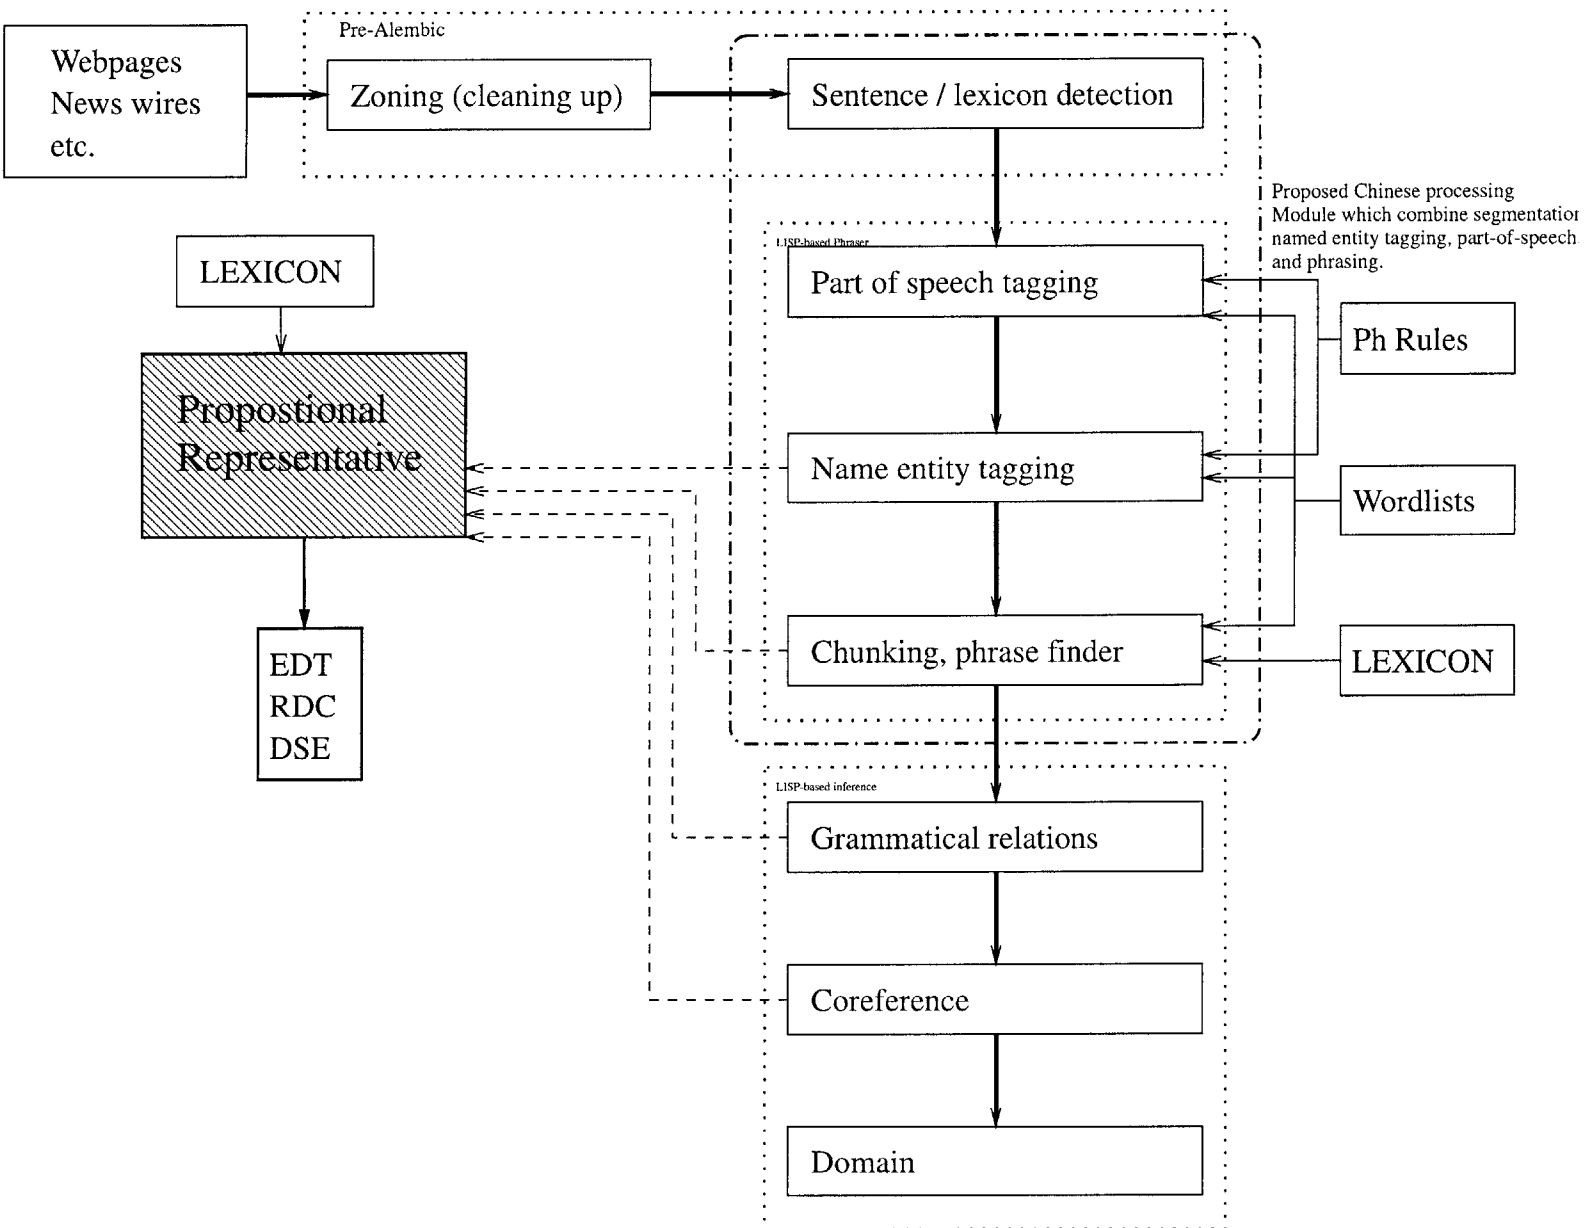 Pre-Alembic
Webpages
News wires
etc.
Zoning (cleaning up)
Sentence / lexicon detection
Proposed Chinese processing
Module which combine segmentation
named entity tagging, part-of-speech
and phrasing.
LISP-based Phraser
LEXICON
Part of speech tagging
Ph Rules
Propostional
Representative
Name entity tagging
Wordlists
Chunking, phrase finder
LEXICON
EDT
RDC
DSE
LISP-based inference
Grammatical relations
Coreference
Domain